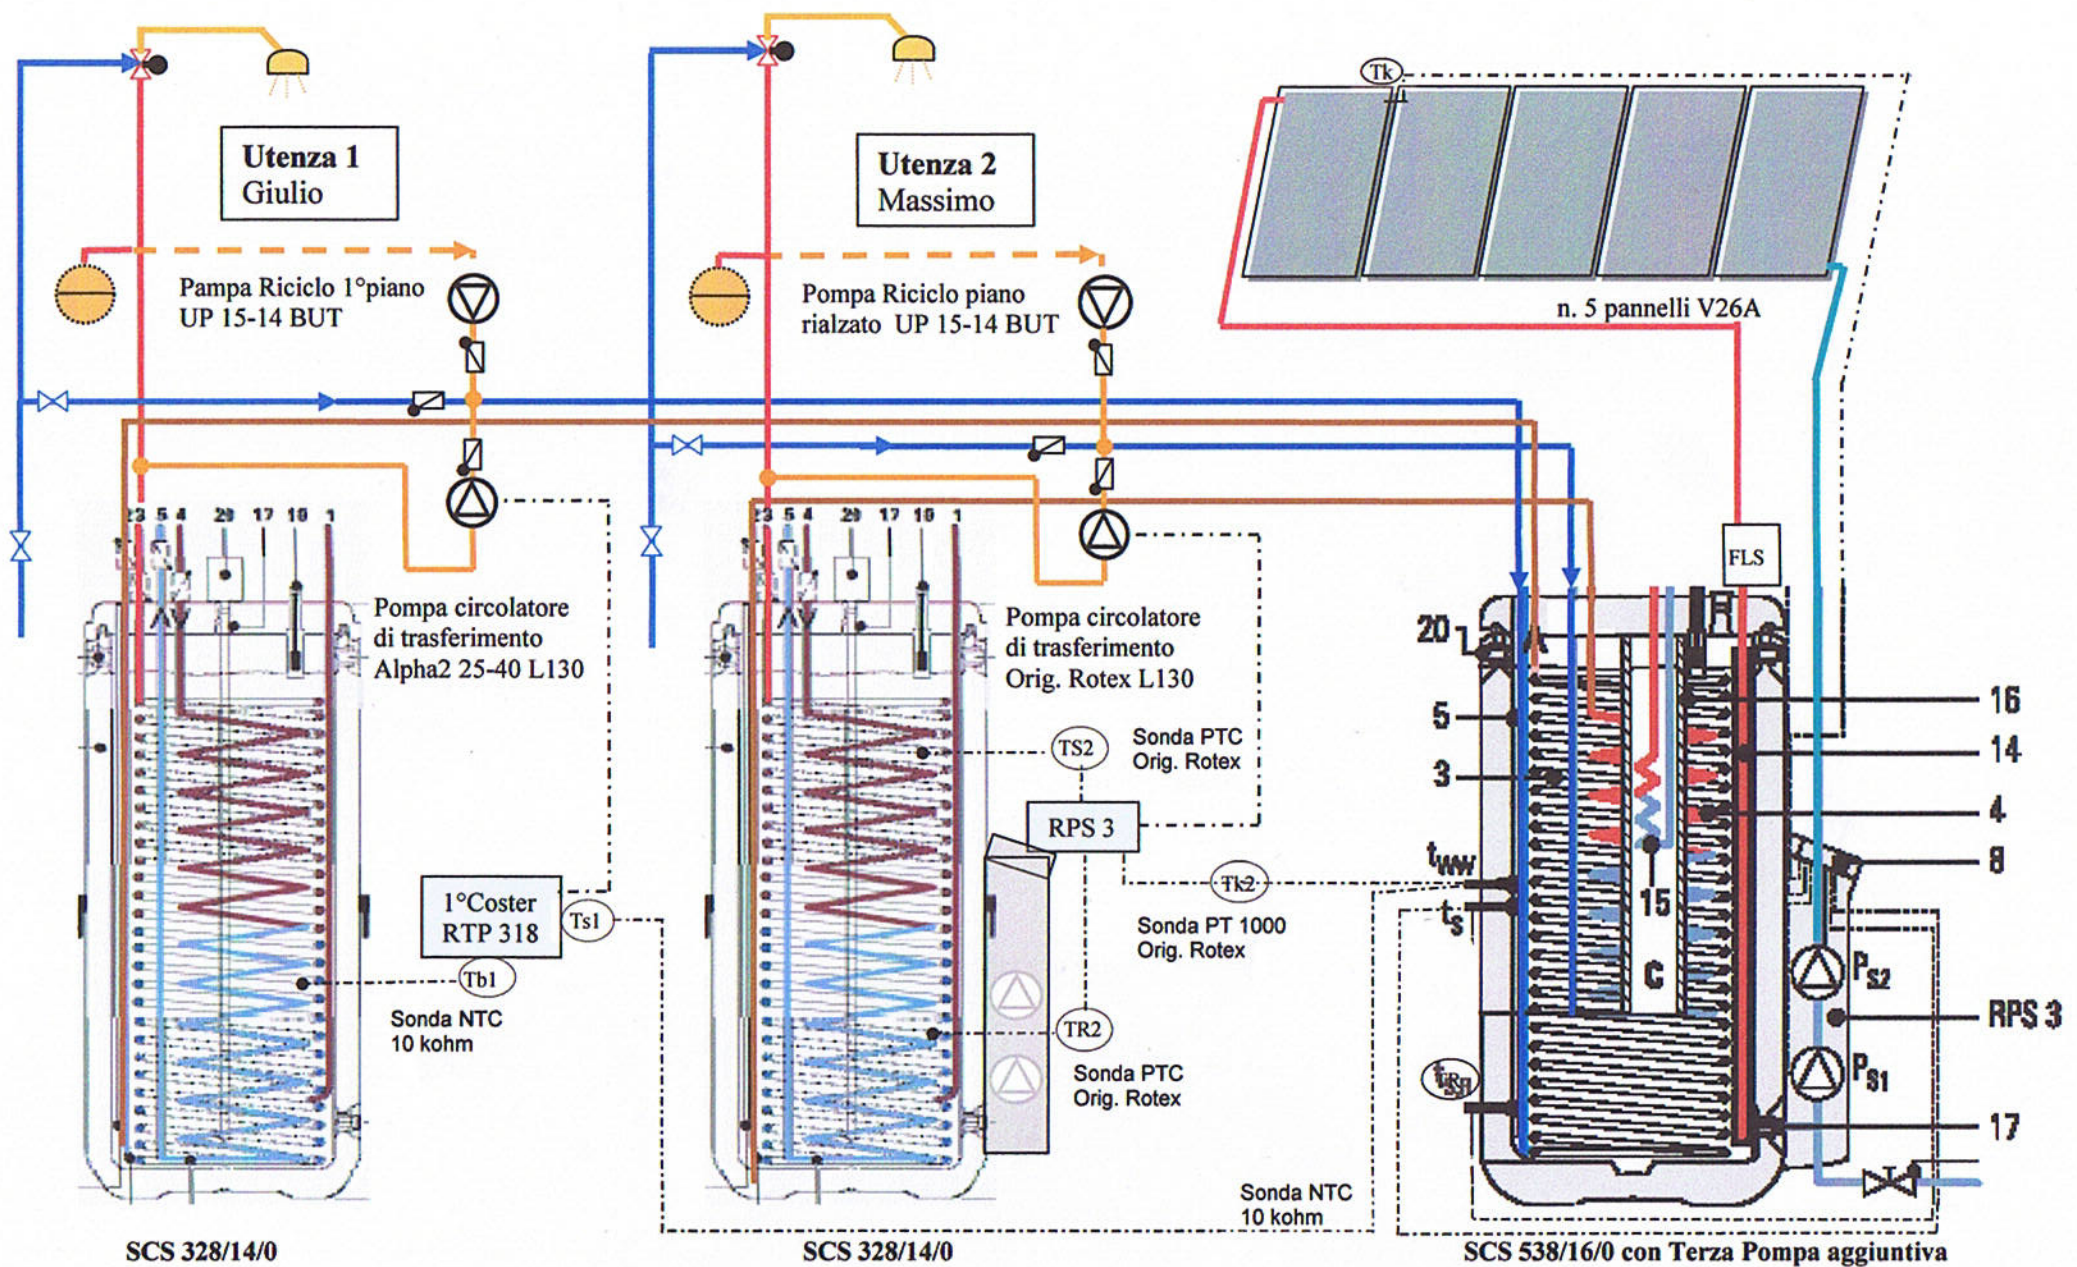 Tk
Utenza 1
Giulio
Utenza 2
Massimo
Pampa Riciclo 1°piano
UP 15-14 BUT
Pompa Riciclo piano
rialzato UP 15-14 BUT
n. 5 pannelli V26A
3 5 4 20 17 10 1
3 5 4 20 17 10 1
FLS
Pompa circolatore
di trasferimento
Alpha2 25-40 L130
Pompa circolatore
di trasferimento
Orig. Rotex L130
20
5
3
16
14
4
8
TS2
Sonda PTC
Orig. Rotex
RPS 3
tww
ts
15
C
1°Coster
RTP 318
Ts1
Tk2
Sonda PT 1000
Orig. Rotex
Tb1
Sonda NTC
10 kohm
TR2
Sonda PTC
Orig. Rotex
PS2
RPS 3
PS1
17
Sonda NTC
10 kohm
SCS 328/14/0
SCS 328/14/0
SCS 538/16/0 con Terza Pompa aggiuntiva